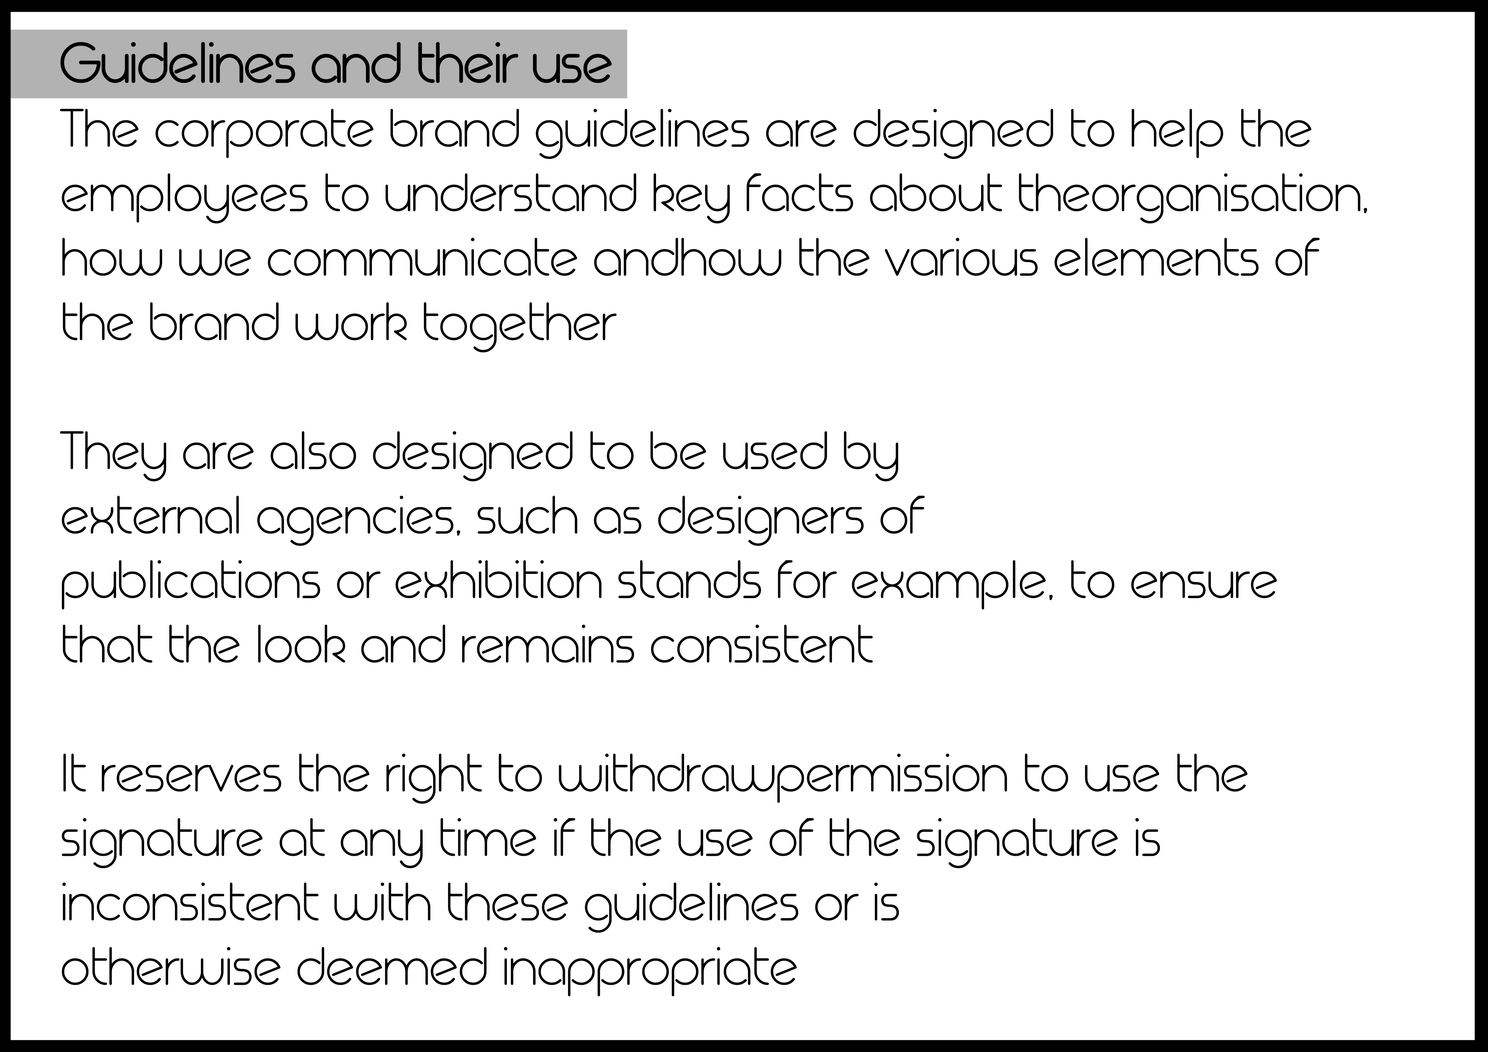 Guidelines and their use
The corporate brand guidelines are designed to help the
employees to understand key facts about theorganisation,
how we communicate andhow the various elements of
the brand work together
They are also designed to be used by
external agencies, such as designers of
publications or exhibition stands for example, to ensure
that the look and remains consistent
It reserves the right to withdrawpermission to use the
signature at any time if the use of the signature is
inconsistent with these guidelines or is
otherwise deemed inappropriate